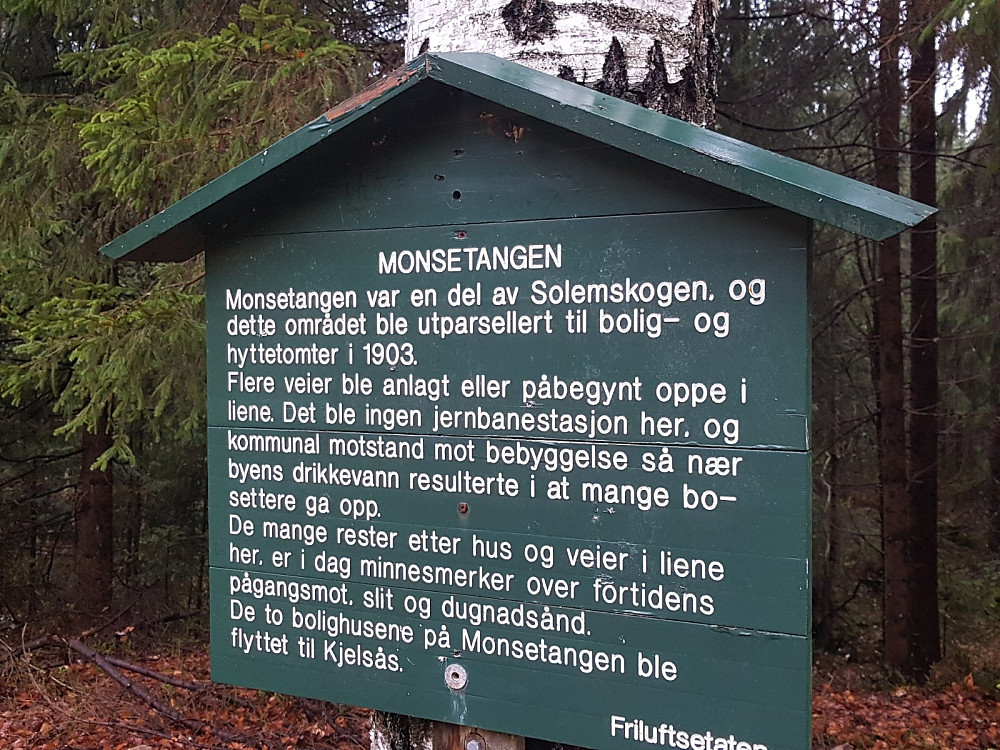 MONSETANGEN
Monsetangen var en del av Solemskogen, og
dette området ble utparsellert til bolig- og
hyttetomter i 1903.
Flere veier ble anlagt eller påbegynt oppe i
liene. Det ble ingen jernbanestasjon her, og
kommunal motstand mot bebyggelse så nær
byens drikkevann resulterte i at mange bo-
settere ga opp.
De mange rester etter hus og veier i liene
her, er i dag minnesmerker over fortidens
pågangsmot, slit og dugnadsånd.
De to bolighusene på Monsetangen ble
flyttet til Kjelsås.
Friluftsetaten